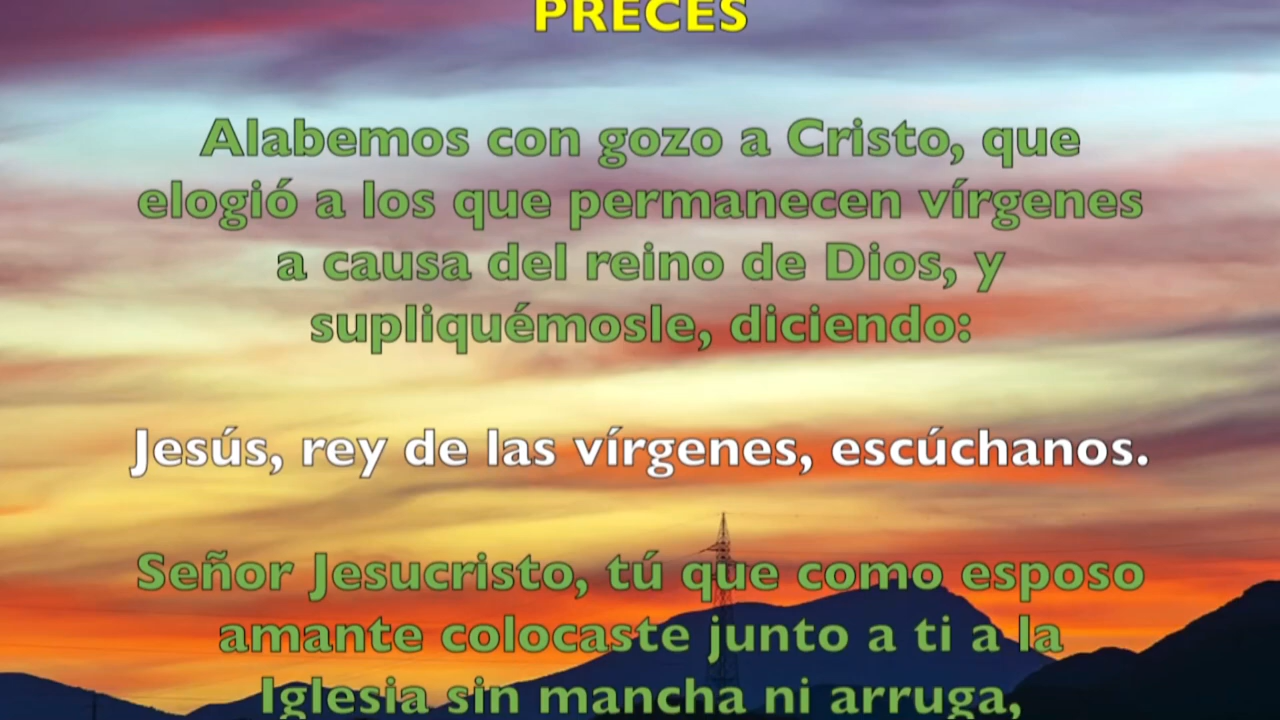 PRECES
Alabemos con gozo a Cristo, que
elogió a los que permanecen vírgenes
a causa del reino de Dios, y
supliquémosle, diciendo:
Jesús, rey de las vírgenes, escúchanos.
Señor Jesucristo, tú que como esposo
amante colocaste junto a ti a la
Iglesia sin mancha ni arruga,